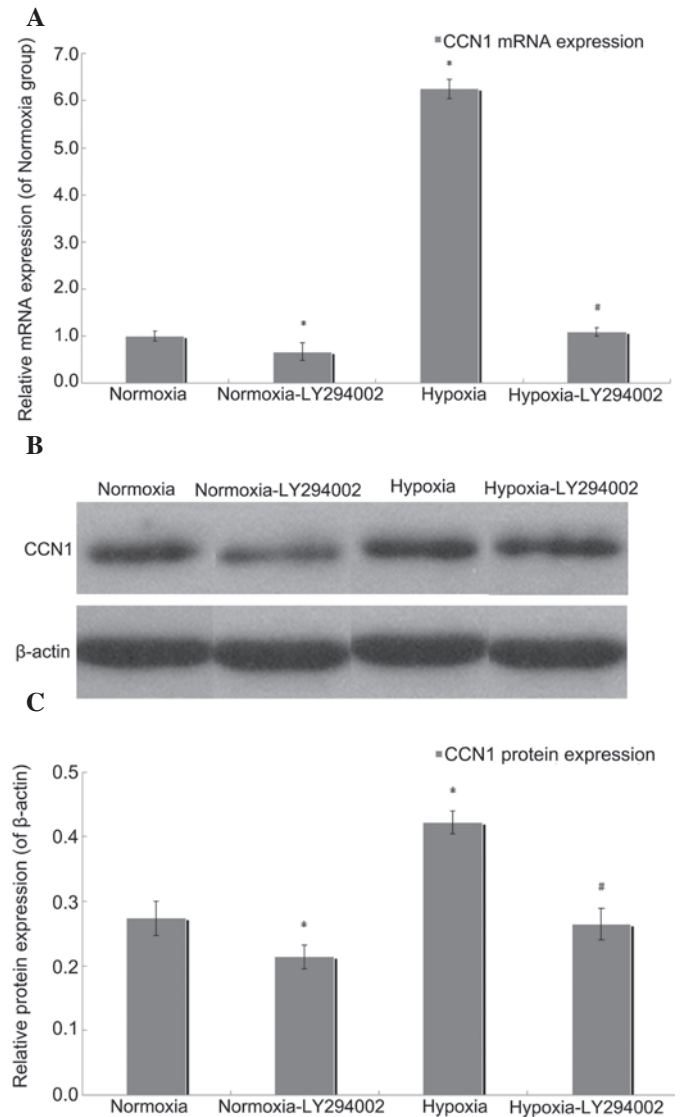 A
CCN1 mRNA expression
Relative mRNA expression (of Normoxia group)
7.0
6.0
5.0
4.0
3.0
2.0
1.0
0.0
*
*
#
Normoxia Normoxia-LY294002 Hypoxia Hypoxia-LY294002
B
Normoxia Normoxia-LY294002 Hypoxia Hypoxia-LY294002
CCN1
β-actin
C
CCN1 protein expression
Relative protein expression (of β-actin)
0.5
0.4
0.3
0.2
0.1
0.0
*
*
#
Normoxia Normoxia-LY294002 Hypoxia Hypoxia-LY294002